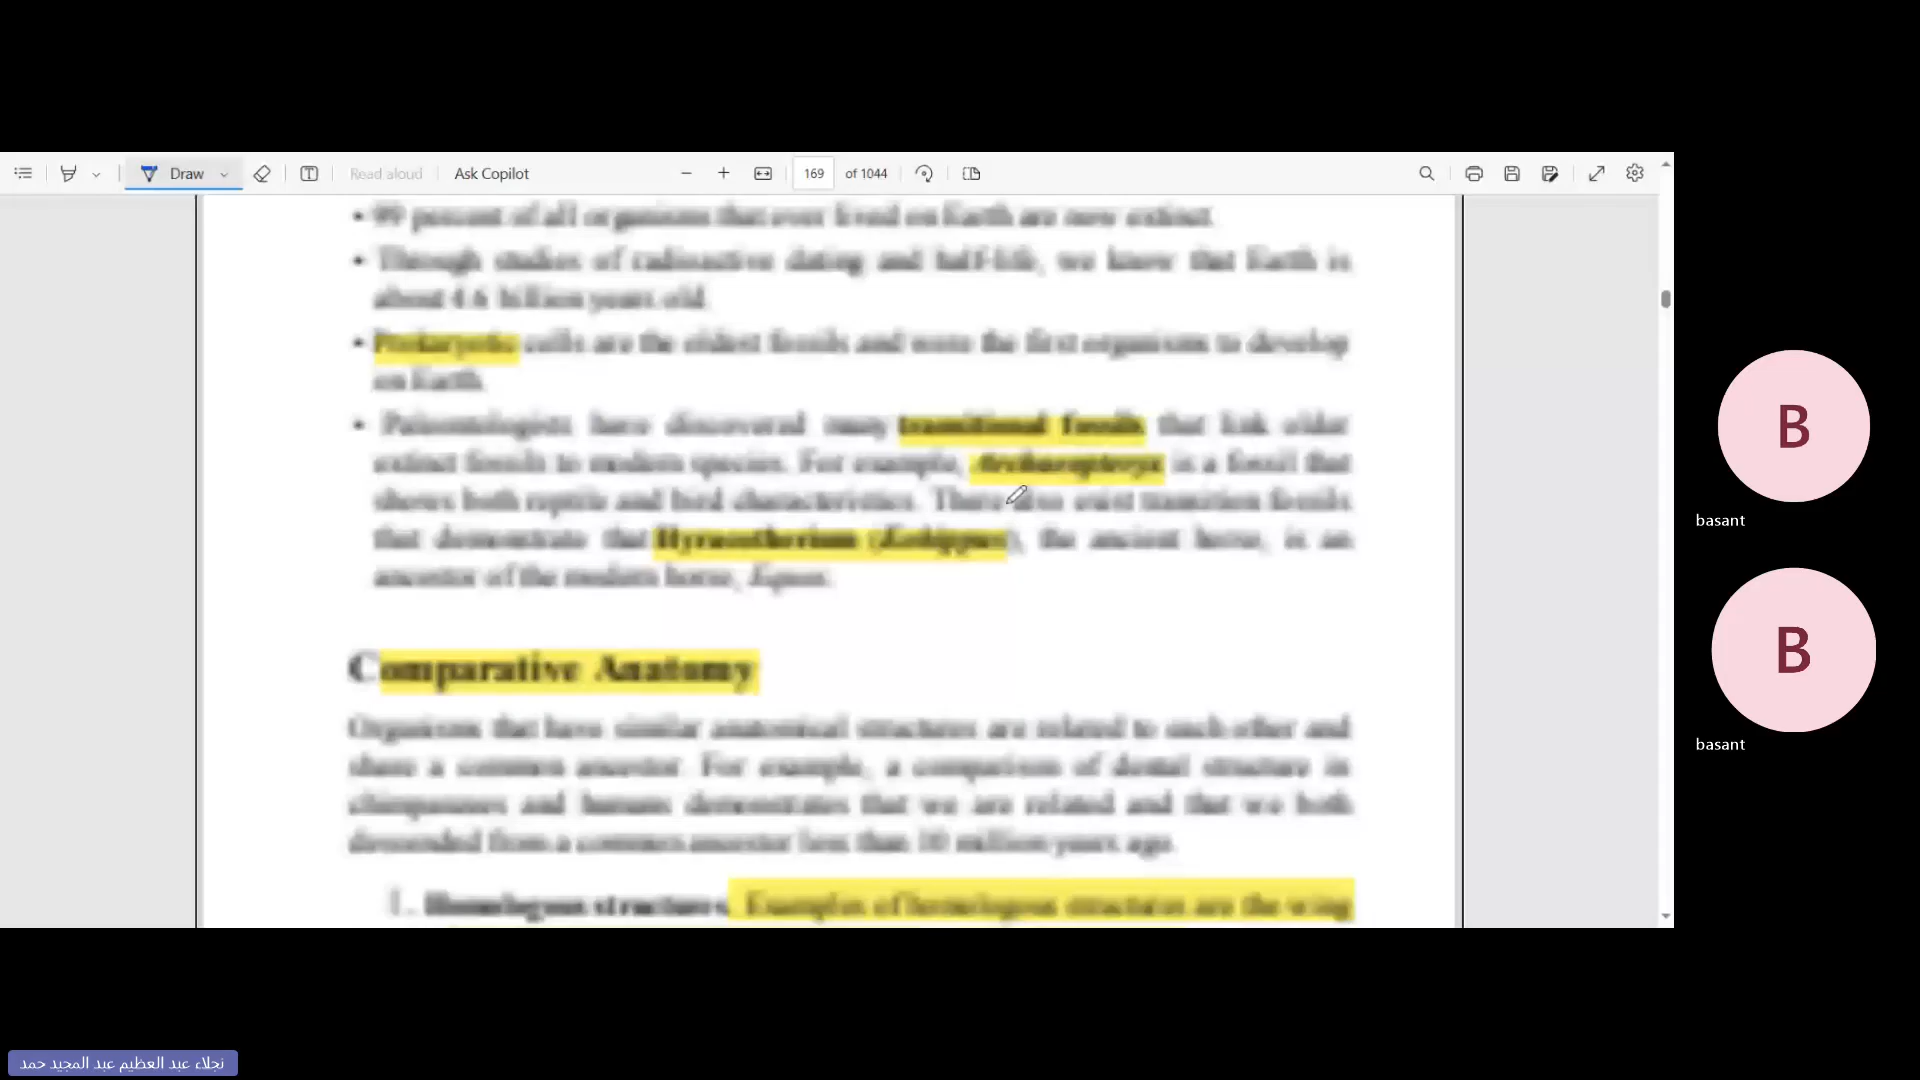 Draw
Read aloud
Ask Copilot
169 of 1044
• 99 percent of all organisms that ever lived on Earth are now extinct.
• Through studies of radioactive dating and half-life, we know that Earth is
about 4.6 billion years old.
• Prokaryotic cells are the oldest fossils and were the first organisms to develop
on Earth.
• Paleontologists have discovered many transitional fossils that link older
extinct fossils to modern species. For example, Archaeopteryx is a fossil that
shows both reptile and bird characteristics. There also exist transition fossils
that demonstrate that Hyracotherium (Eohippus), the ancient horse, is an
ancestor of the modern horse, Equus.
Comparative Anatomy
Organisms that have similar anatomical structures are related to each other and
share a common ancestor. For example, a comparison of dental structure in
chimpanzees and humans demonstrates that we are related and that we both
descended from a common ancestor less than 10 million years ago.
1. Homologous structures. Examples of homologous structures are the wing
B
basant
B
basant
نجلاء عبد العظيم عبد المجيد حمد